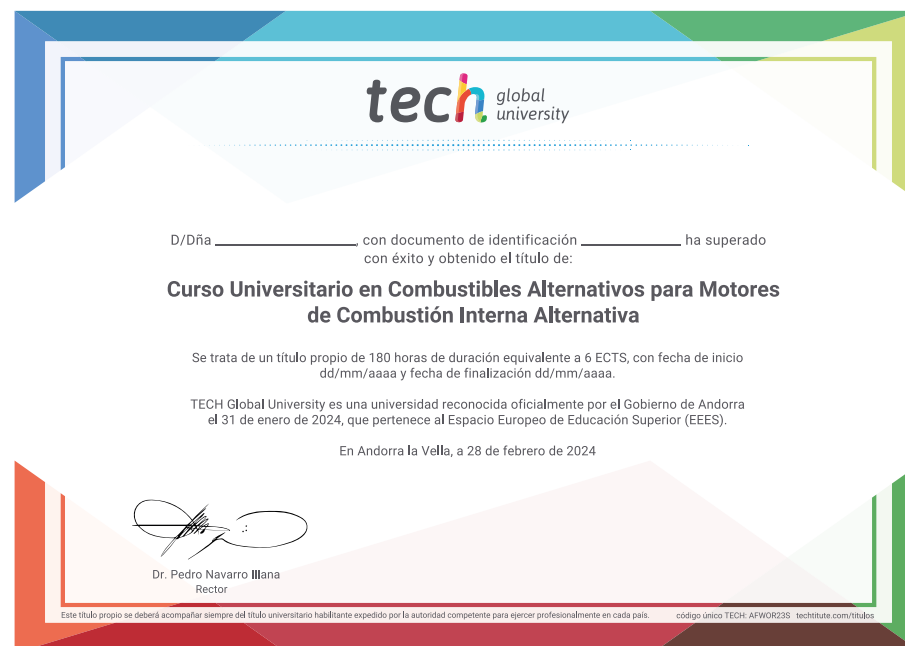 tech global university
D/Dña ____________, con documento de identificación ____________ ha superado
con éxito y obtenido el título de:
Curso Universitario en Combustibles Alternativos para Motores
de Combustión Interna Alternativa
Se trata de un título propio de 180 horas de duración equivalente a 6 ECTS, con fecha de inicio
dd/mm/aaaa y fecha de finalización dd/mm/aaaa.
TECH Global University es una universidad reconocida oficialmente por el Gobierno de Andorra
el 31 de enero de 2024, que pertenece al Espacio Europeo de Educación Superior (EEES).
En Andorra la Vella, a 28 de febrero de 2024
Dr. Pedro Navarro Illana
Rector
Este título propio se deberá acompañar siempre del título universitario habilitante expedido por la autoridad competente para ejercer profesionalmente en cada país. código único TECH: AFWOR23S techtitute.com/titulos